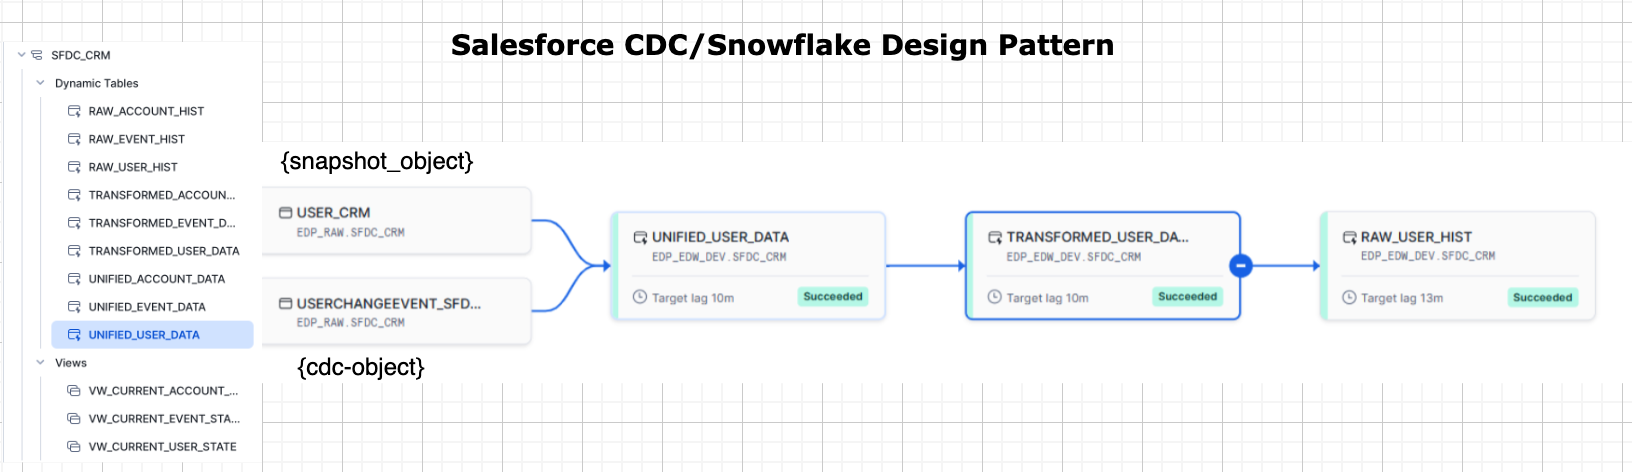 Salesforce CDC/Snowflake Design Pattern
SFDC_CRM
Dynamic Tables
RAW_ACCOUNT_HIST
RAW_EVENT_HIST
RAW_USER_HIST
TRANSFORMED_ACCOUN...
TRANSFORMED_EVENT_D...
TRANSFORMED_USER_DATA
UNIFIED_ACCOUNT_DATA
UNIFIED_EVENT_DATA
UNIFIED_USER_DATA
Views
VW_CURRENT_ACCOUNT_...
VW_CURRENT_EVENT_STA...
VW_CURRENT_USER_STATE
{snapshot_object}
USER_CRM
EDP_RAW.SFDC_CRM
USERCHANGEEVENT_SFD...
EDP_RAW.SFDC_CRM
{cdc-object}
UNIFIED_USER_DATA
EDP_EDW_DEV.SFDC_CRM
Target lag 10m Succeeded
TRANSFORMED_USER_DA...
EDP_EDW_DEV.SFDC_CRM
Target lag 10m Succeeded
RAW_USER_HIST
EDP_EDW_DEV.SFDC_CRM
Target lag 13m Succeeded